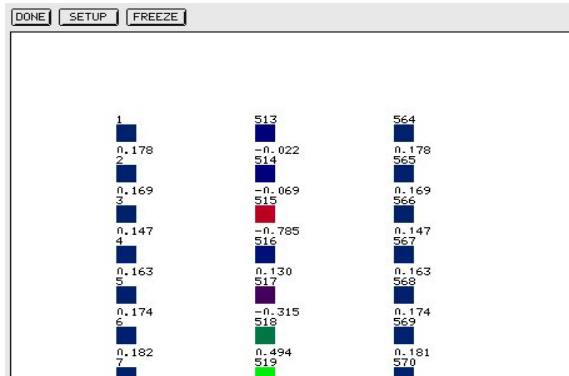 DONE SETUP FREEZE
1 513 564
0.178 -0.022 0.178
2 514 565
0.169 -0.069 0.169
3 515 566
0.147 -0.785 0.147
4 516 567
0.163 0.130 0.163
5 517 568
0.174 -0.315 0.174
6 518 569
0.182 0.494 0.181
7 519 570